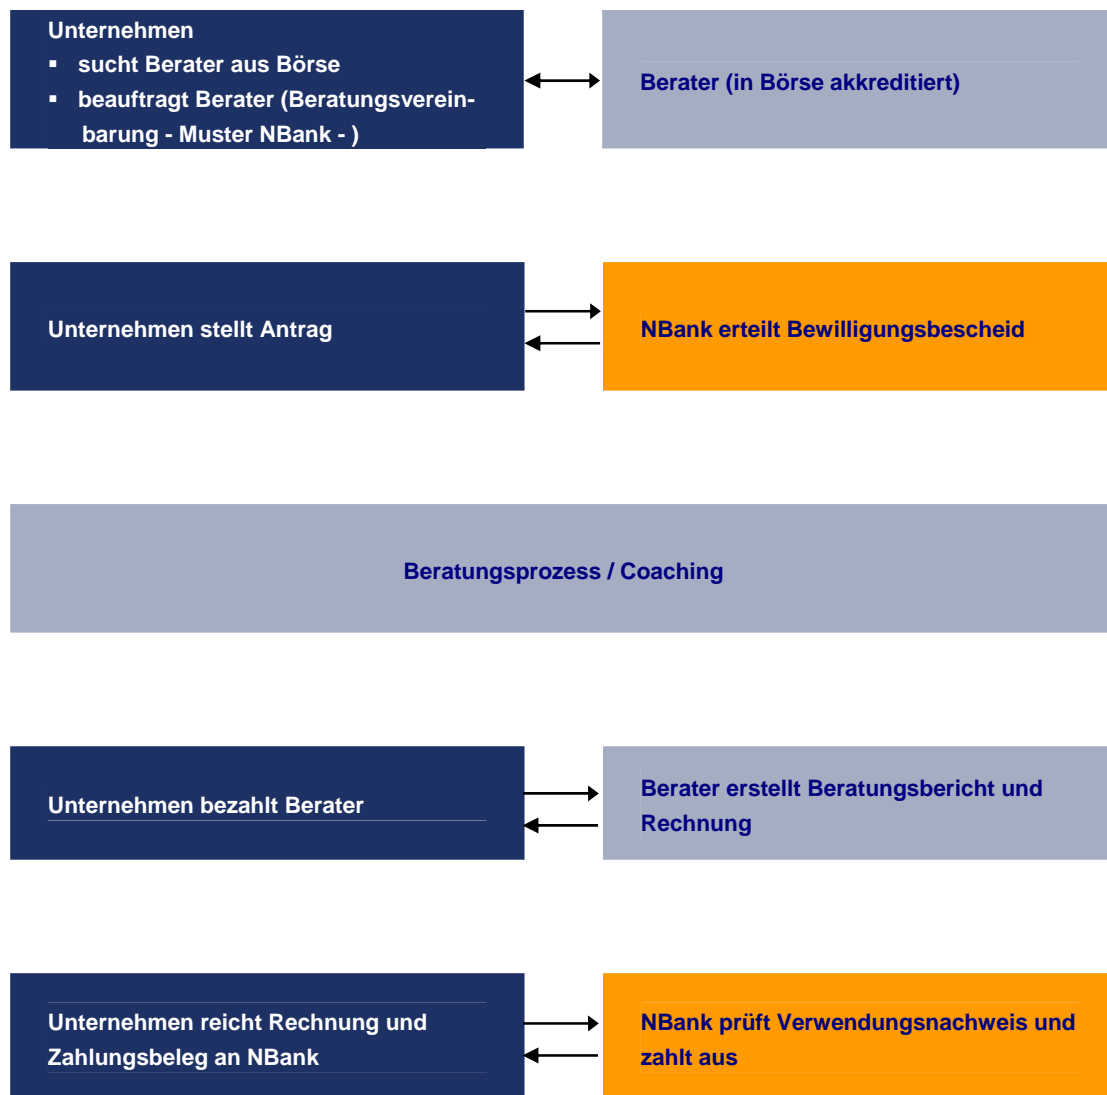 Unternehmen
▪ sucht Berater aus Börse
▪ beauftragt Berater (Beratungsverein-
barung - Muster NBank - )
Berater (in Börse akkreditiert)
Unternehmen stellt Antrag
NBank erteilt Bewilligungsbescheid
Beratungsprozess / Coaching
Unternehmen bezahlt Berater
Berater erstellt Beratungsbericht und
Rechnung
Unternehmen reicht Rechnung und
Zahlungsbeleg an NBank
NBank prüft Verwendungsnachweis und
zahlt aus